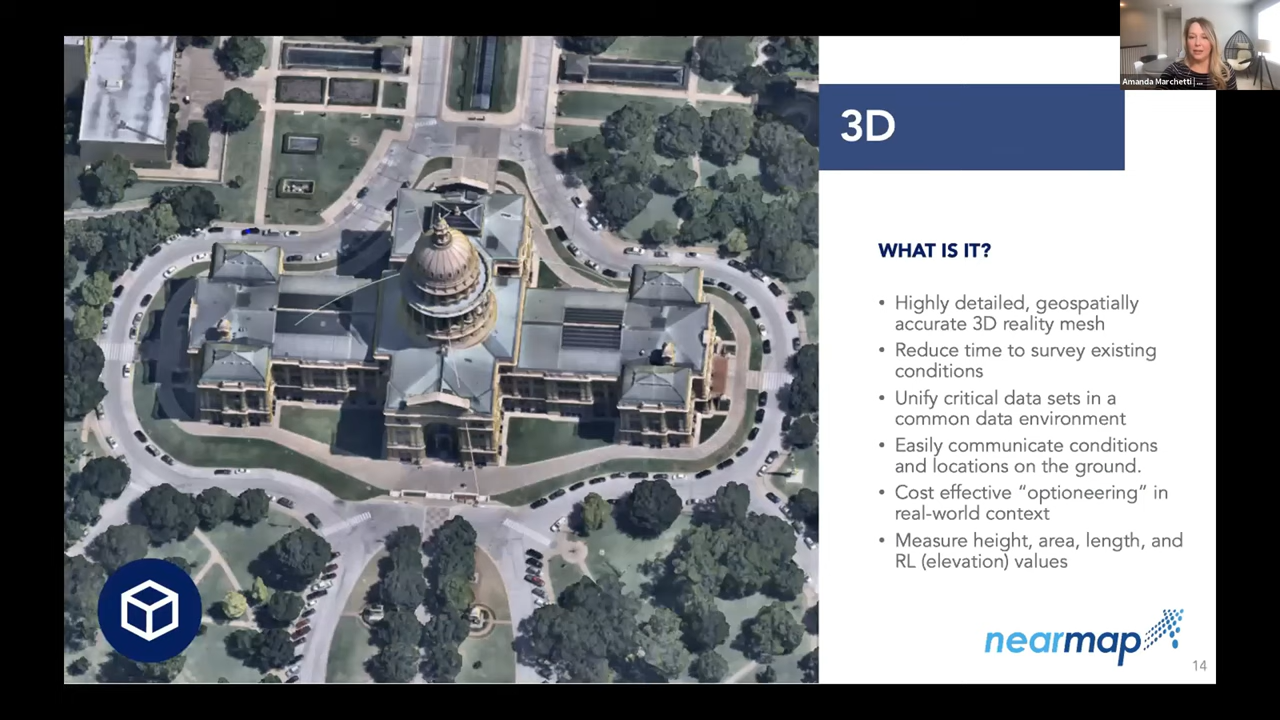 Amanda Marchetti | ...
3D
WHAT IS IT?
• Highly detailed, geospatially
accurate 3D reality mesh
• Reduce time to survey existing
conditions
• Unify critical data sets in a
common data environment
• Easily communicate conditions
and locations on the ground.
• Cost effective “optioneering” in
real-world context
• Measure height, area, length, and
RL (elevation) values
nearmap
14